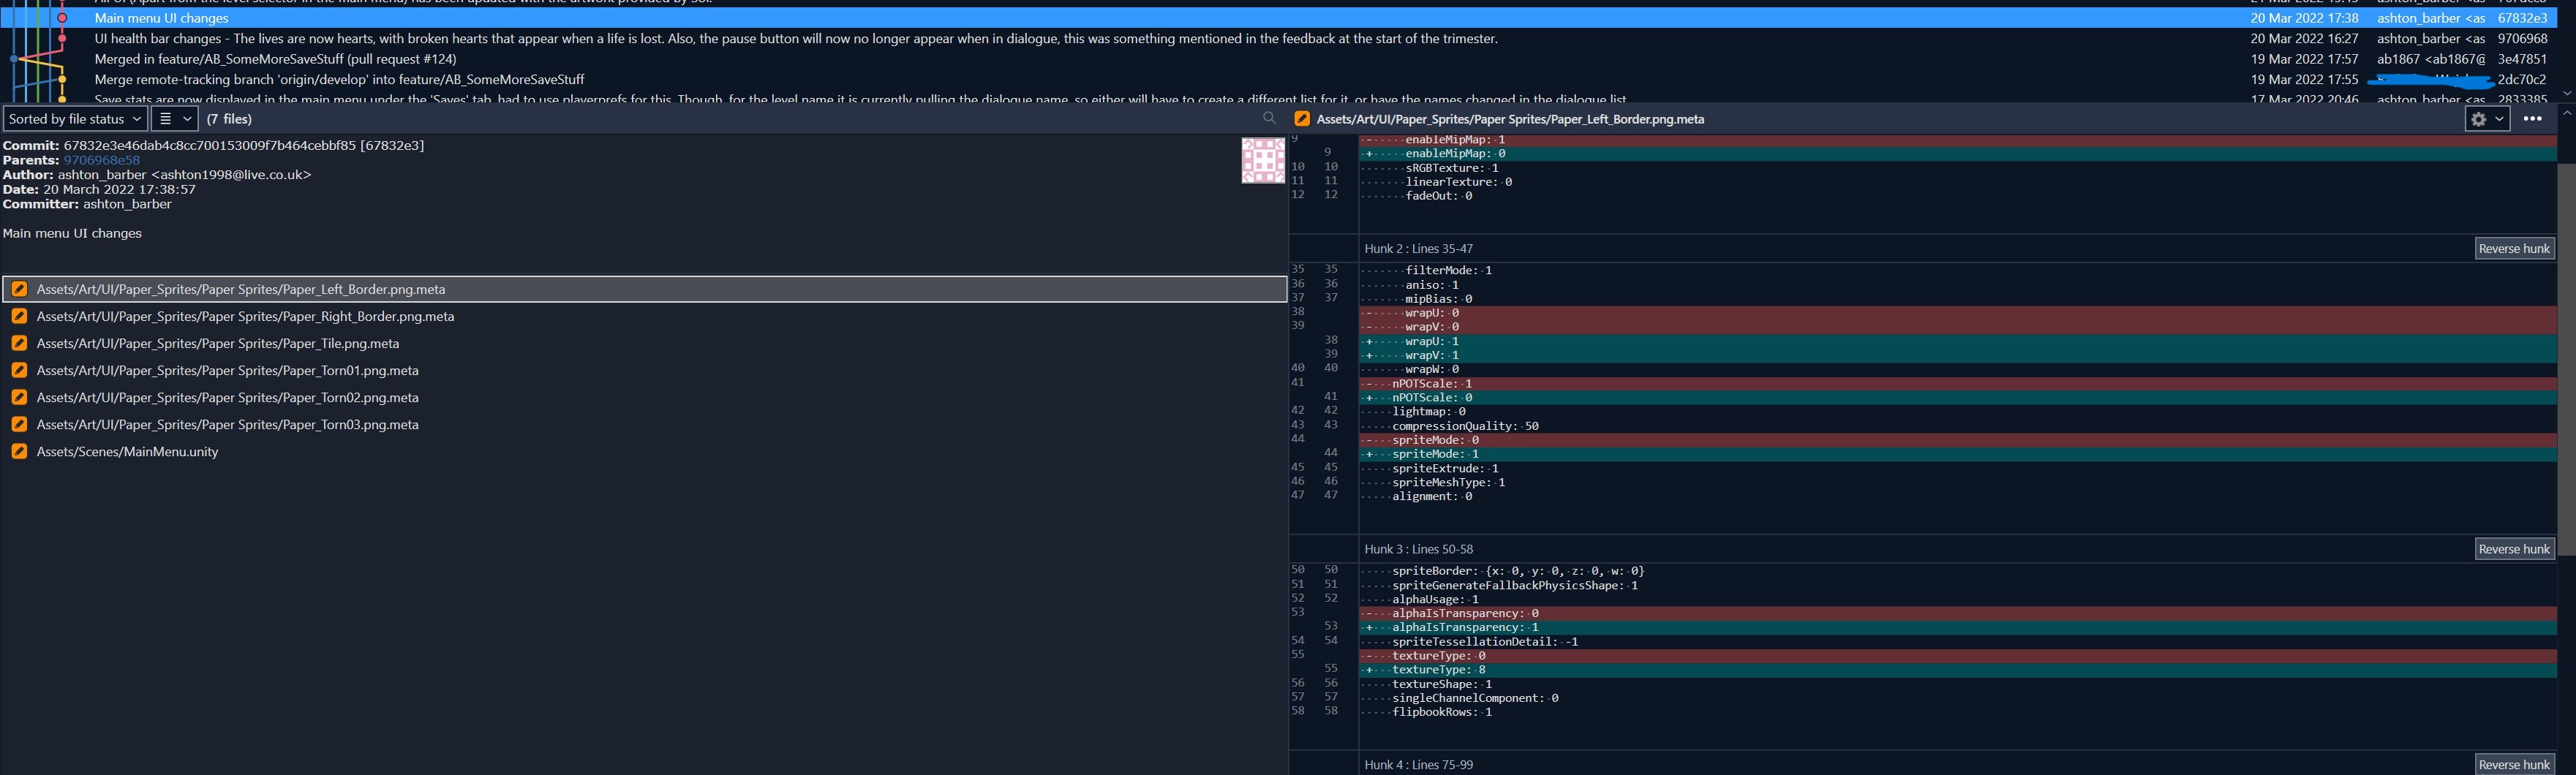 Main menu UI changes 20 Mar 2022 17:38 ashton_barber <as 67832e3
UI health bar changes - The lives are now hearts, with broken hearts that appear when a life is lost. Also, the pause button will now no longer appear when in dialogue, this was something mentioned in the feedback at the start of the trimester. 20 Mar 2022 16:27 ashton_barber <as 9706968
Merged in feature/AB_SomeMoreSaveStuff (pull request #124) 19 Mar 2022 17:57 ab1867 <ab1867@ 3e47851
Merge remote-tracking branch 'origin/develop' into feature/AB_SomeMoreSaveStuff 19 Mar 2022 17:55 2dc70c2
Save stats are now displayed in the main menu under the 'Saves' tab, had to use playerprefs for this. Though, for the level name it is currently pulling the dialogue name, so either will have to create a different list for it, or have the names changed in the dialogue list 17 Mar 2022 20:46 ashton_barber <as 2833385
Sorted by file status (7 files)
Commit: 67832e3e46dab4c8cc700153009f7b464cebbf85 [67832e3]
Parents: 9706968e58
Author: ashton_barber <ashton1998@live.co.uk>
Date: 20 March 2022 17:38:57
Committer: ashton_barber
Main menu UI changes
Assets/Art/UI/Paper_Sprites/Paper Sprites/Paper_Left_Border.png.meta
Assets/Art/UI/Paper_Sprites/Paper Sprites/Paper_Right_Border.png.meta
Assets/Art/UI/Paper_Sprites/Paper Sprites/Paper_Tile.png.meta
Assets/Art/UI/Paper_Sprites/Paper Sprites/Paper_Torn01.png.meta
Assets/Art/UI/Paper_Sprites/Paper Sprites/Paper_Torn02.png.meta
Assets/Art/UI/Paper_Sprites/Paper Sprites/Paper_Torn03.png.meta
Assets/Scenes/MainMenu.unity
Assets/Art/UI/Paper_Sprites/Paper Sprites/Paper_Left_Border.png.meta
9 - enableMipMap: 1
9 + enableMipMap: 0
10 10 sRGBTexture: 1
11 11 linearTexture: 0
12 12 fadeOut: 0
Hunk 2 : Lines 35-47 Reverse hunk
35 35 filterMode: 1
36 36 aniso: 1
37 37 mipBias: 0
38 - wrapU: 0
39 - wrapV: 0
38 + wrapU: 1
39 + wrapV: 1
40 40 wrapW: 0
41 - nPOTScale: 1
41 + nPOTScale: 0
42 42 lightmap: 0
43 43 compressionQuality: 50
44 - spriteMode: 0
44 + spriteMode: 1
45 45 spriteExtrude: 1
46 46 spriteMeshType: 1
47 47 alignment: 0
Hunk 3 : Lines 50-58 Reverse hunk
50 50 spriteBorder: {x: 0, y: 0, z: 0, w: 0}
51 51 spriteGenerateFallbackPhysicsShape: 1
52 52 alphaUsage: 1
53 - alphaIsTransparency: 0
53 + alphaIsTransparency: 1
54 54 spriteTessellationDetail: -1
55 - textureType: 0
55 + textureType: 8
56 56 textureShape: 1
57 57 singleChannelComponent: 0
58 58 flipbookRows: 1
Hunk 4 : Lines 75-99 Reverse hunk